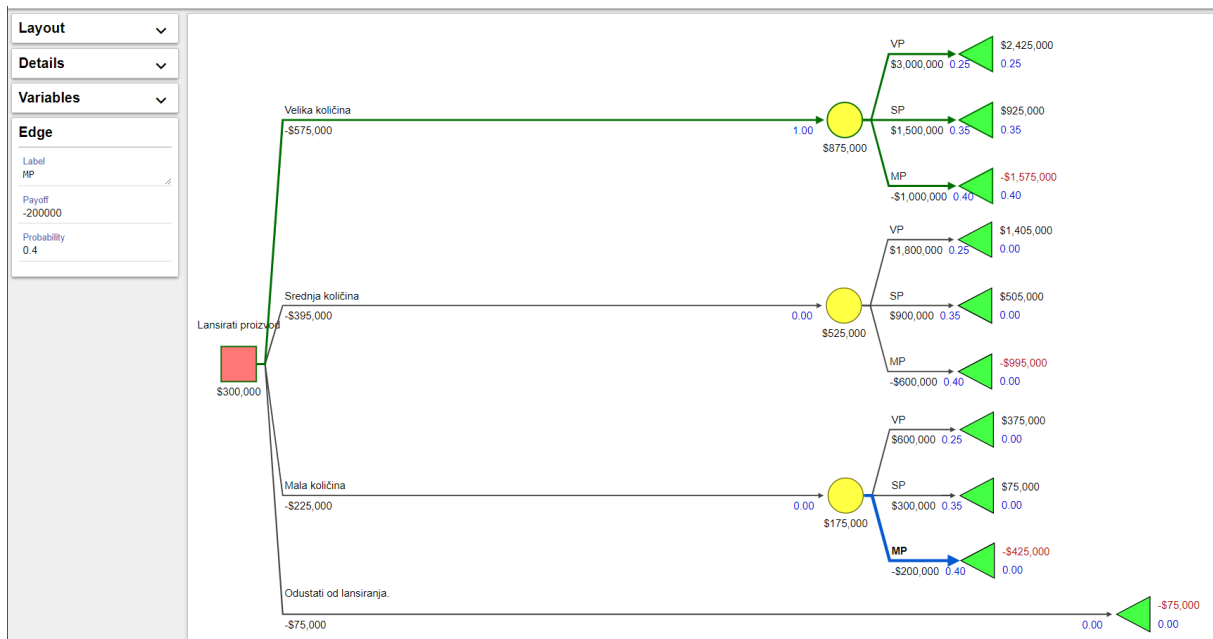 Layout
Details
Variables
Edge
Label
MP
Payoff
-200000
Probability
0.4
Lansirati proizvod
$300,000
Velika količina
-$575,000
1.00
$875,000
VP
$3,000,000 0.25
$2,425,000
0.25
SP
$1,500,000 0.35
$925,000
0.35
MP
-$1,000,000 0.40
-$1,575,000
0.40
Srednja količina
-$395,000
0.00
$525,000
VP
$1,800,000 0.25
$1,405,000
0.00
SP
$900,000 0.35
$505,000
0.00
MP
-$600,000 0.40
-$995,000
0.00
Mala količina
-$225,000
0.00
$175,000
VP
$600,000 0.25
$375,000
0.00
SP
$300,000 0.35
$75,000
0.00
MP
-$200,000 0.40
-$425,000
0.00
Odustati od lansiranja.
-$75,000
0.00
-$75,000
0.00